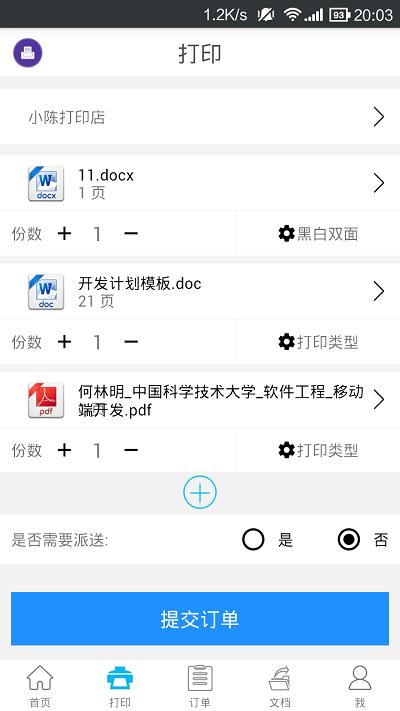 1.2K/s 93 20:03
打印
小陈打印店
docx
11.docx
1 页
份数 + 1 − 黑白双面
doc
开发计划模板.doc
21 页
份数 + 1 − 打印类型
pdf
何林明_中国科学技术大学_软件工程_移动
端开发.pdf
份数 + 1 − 打印类型
是否需要派送: 是 否
提交订单
首页 打印 订单 文档 我